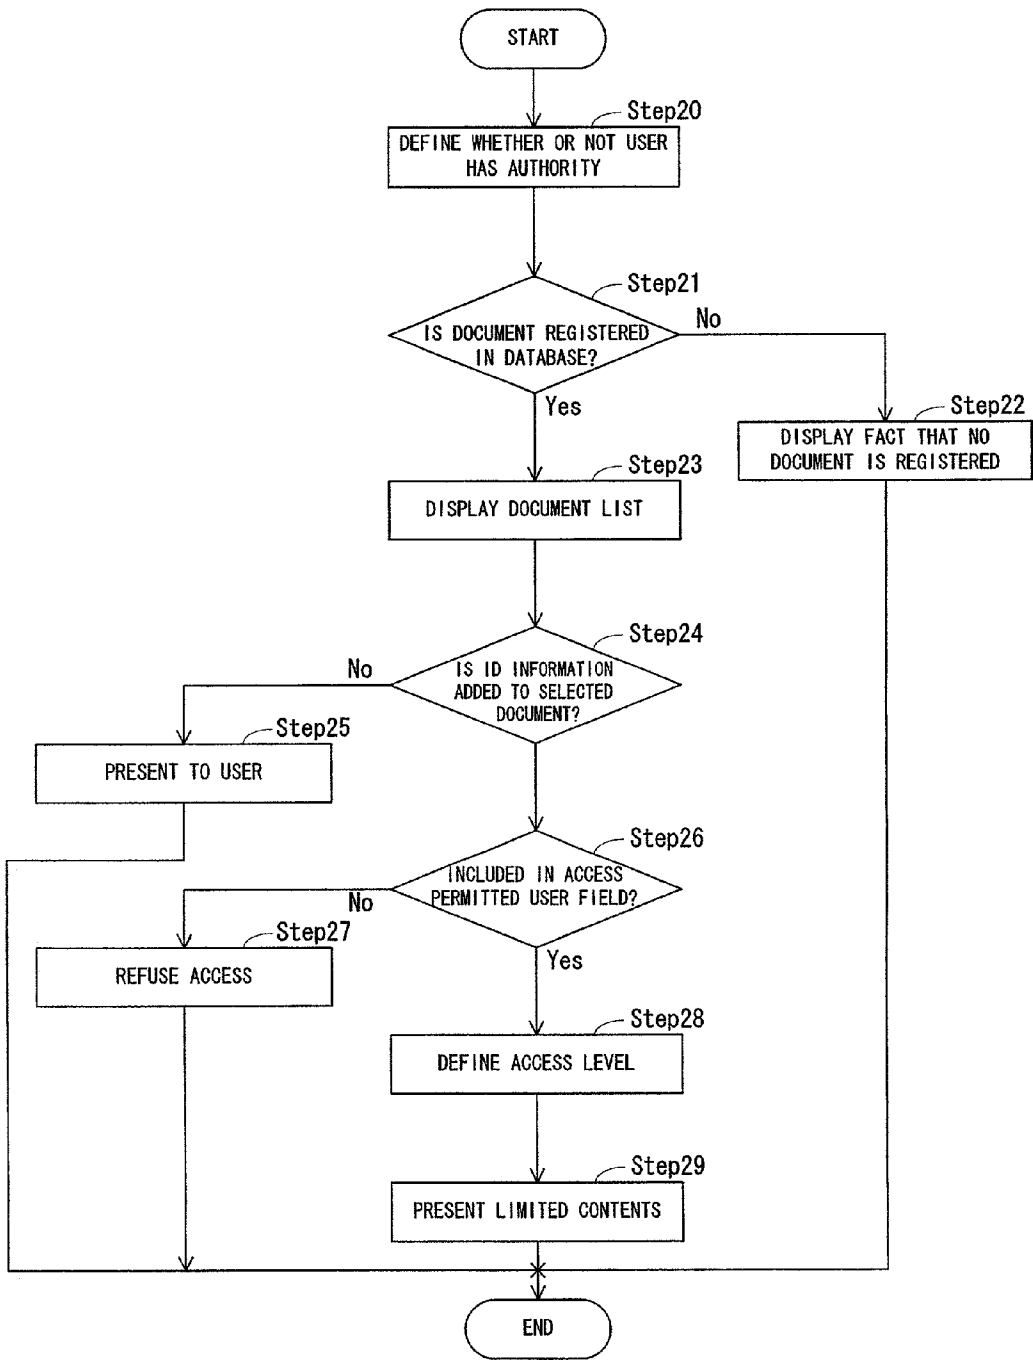 START
Step20
DEFINE WHETHER OR NOT USER
HAS AUTHORITY
Step21
IS DOCUMENT REGISTERED
IN DATABASE?
No
Yes
Step22
DISPLAY FACT THAT NO
DOCUMENT IS REGISTERED
Step23
DISPLAY DOCUMENT LIST
Step24
IS ID INFORMATION
ADDED TO SELECTED
DOCUMENT?
No
Step25
PRESENT TO USER
Step26
INCLUDED IN ACCESS
PERMITTED USER FIELD?
No
Yes
Step27
REFUSE ACCESS
Step28
DEFINE ACCESS LEVEL
Step29
PRESENT LIMITED CONTENTS
END